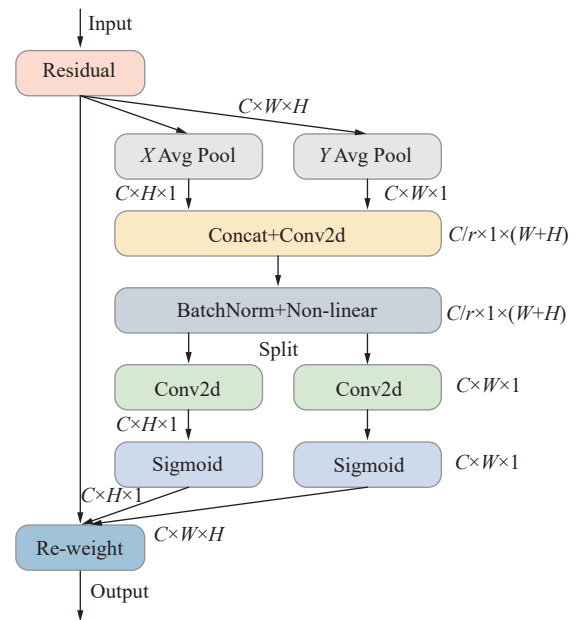 Input
Residual
C×W×H
X Avg Pool
Y Avg Pool
C×H×1
C×W×1
Concat+Conv2d
C/r×1×(W+H)
BatchNorm+Non-linear
C/r×1×(W+H)
Split
Conv2d
Conv2d
C×W×1
C×H×1
Sigmoid
Sigmoid
C×W×1
C×H×1
Re-weight
C×W×H
Output